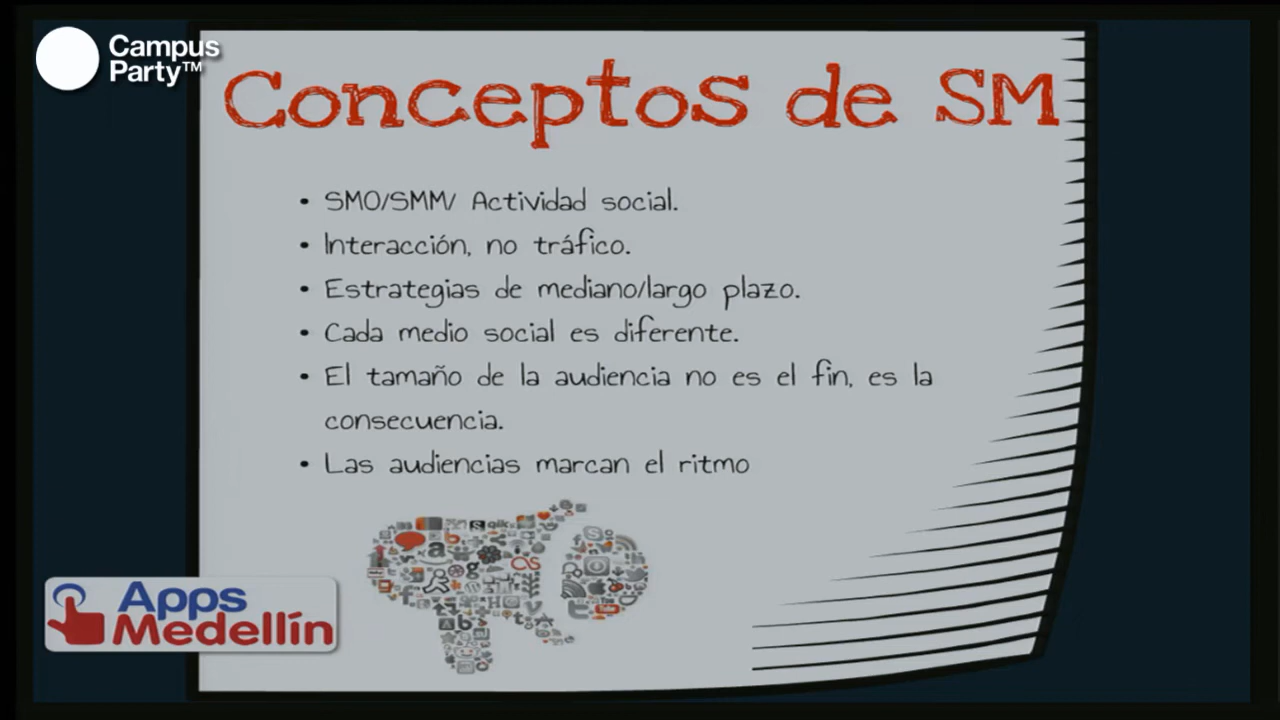 Campus
Party™
Conceptos de SM
• SMO/SMM/ Actividad social.
• Interacción, no tráfico.
• Estrategias de mediano/largo plazo.
• Cada medio social es diferente.
• El tamaño de la audiencia no es el fin, es la
consecuencia.
• Las audiencias marcan el ritmo
Apps
Medellín